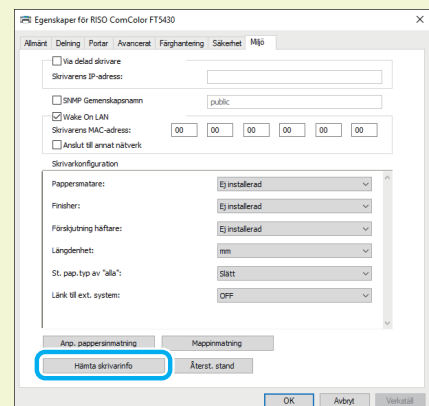 Egenskaper för RISO ComColor FT5430
Allmänt Delning Portar Avancerat Färghantering Säkerhet Miljö
Via delad skrivare
Skrivarens IP-adress:
SNMP Gemenskapsnamn public
Wake On LAN
Skrivarens MAC-adress: 00 00 00 00 00 00
Anslut till annat nätverk
Skrivarkonfiguration
Pappersmatare: Ej installerad
Finisher: Ej installerad
Förskjutning häftare: Ej installerad
Längdenhet: mm
St. pap.typ av "alla": Slätt
Länk till ext. system: OFF
Anp. pappersinmatning Mappinmatning
Hämta skrivarinfo Återst. stand
OK Avbryt Verkställ